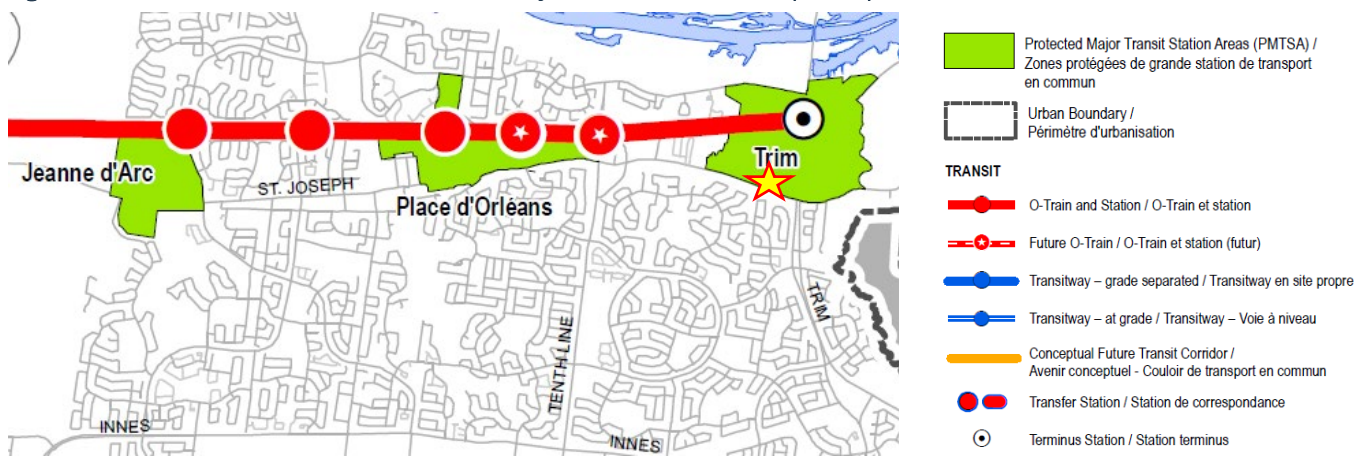 Jeanne d'Arc
ST. JOSEPH
Place d'Orléans
Trim
TRIM
TENTH LINE
INNES
INNES
Protected Major Transit Station Areas (PMTSA) /
Zones protégées de grande station de transport
en commun
Urban Boundary /
Périmètre d'urbanisation
TRANSIT
O-Train and Station / O-Train et station
Future O-Train / O-Train et station (futur)
Transitway – grade separated / Transitway en site propre
Transitway – at grade / Transitway – Voie à niveau
Conceptual Future Transit Corridor /
Avenir conceptuel - Couloir de transport en commun
Transfer Station / Station de correspondance
Terminus Station / Station terminus